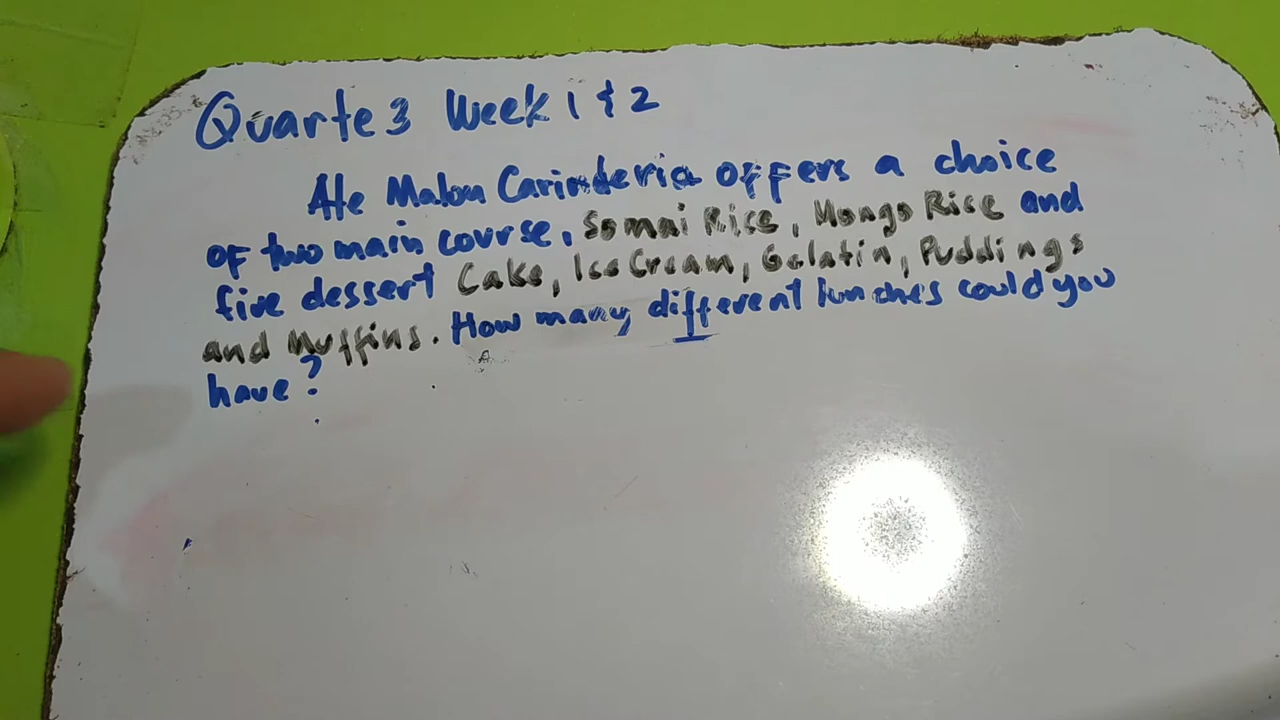 Quarte 3 Week 1 & 2
Ate Malou Carinderia offers a choice
of two main course, Somai Rice, Mongo Rice and
five dessert Cake, Ice Cream, Gelatin, Puddings
and Muffins. How many different lunches could you
have?